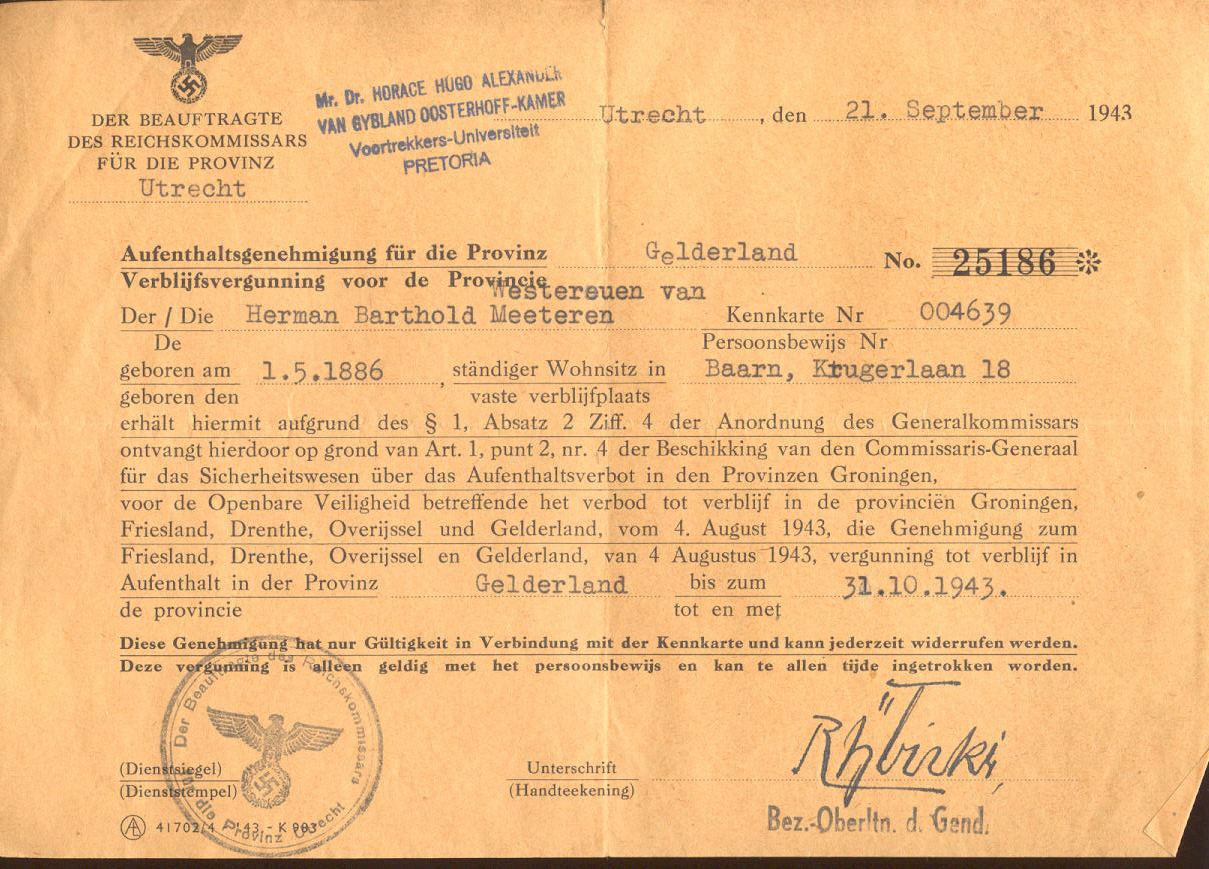 DER BEAUFTRAGTE
DES REICHSKOMMISSARS
FÜR DIE PROVINZ
Utrecht
Mr. Dr. HORACE HUGO ALEXANDER
VAN GYBLAND OOSTERHOFF-KAMER
Voortrekkers-Universiteit
PRETORIA
Utrecht, den 21. September 1943
Aufenthaltsgenehmigung für die Provinz Gelderland No. 25186
Verblijfsvergunning voor de Provincie
van
Der / Die Herman Barthold Meeteren Kennkarte Nr 004639
De Persoonsbewijs Nr
geboren am 1.5.1886, ständiger Wohnsitz in Baarn, Krugerlaan 18
geboren den vaste verblijfplaats
erhält hiermit aufgrund des § 1, Absatz 2 Ziff. 4 der Anordnung des Generalkommissars
ontvangt hierdoor op grond van Art. 1, punt 2, nr. 4 der Beschikking van den Commissaris-Generaal
für das Sicherheitswesen über das Aufenthaltsverbot in den Provinzen Groningen,
voor de Openbare Veiligheid betreffende het verbod tot verblijf in de provinciën Groningen,
Friesland, Drenthe, Overijssel und Gelderland, vom 4. August 1943, die Genehmigung zum
Friesland, Drenthe, Overijssel en Gelderland, van 4 Augustus 1943, vergunning tot verblijf in
Aufenthalt in der Provinz Gelderland bis zum 31.10.1943.
de provincie tot en met
Diese Genehmigung hat nur Gültigkeit in Verbindung mit der Kennkarte und kann jederzeit widerrufen werden.
Deze vergunning is alleen geldig met het persoonsbewijs en kan te allen tijde ingetrokken worden.
Der Beauftragte des Reichskommissars
für die Provinz Utrecht
(Dienstsiegel) Unterschrift
(Dienststempel) (Handteekening)
Bez.-Oberltn. d. Gend.
41702/4 - '43 - K 903